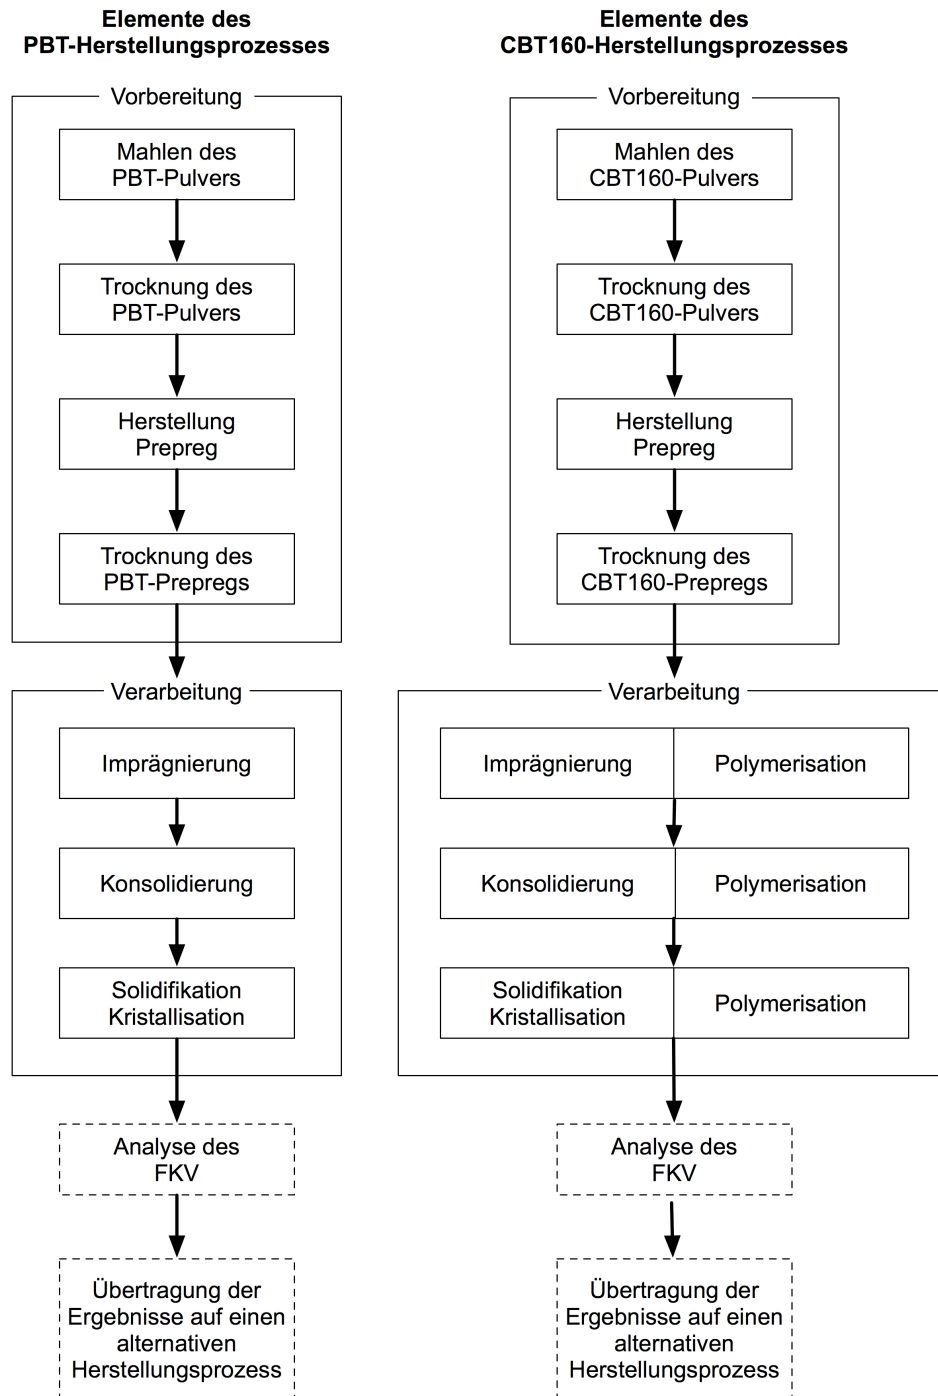 Elemente des
PBT-Herstellungsprozesses
Vorbereitung
Mahlen des
PBT-Pulvers
Trocknung des
PBT-Pulvers
Herstellung
Prepreg
Trocknung des
PBT-Prepregs
Verarbeitung
Imprägnierung
Konsolidierung
Solidifikation
Kristallisation
Analyse des
FKV
Übertragung der
Ergebnisse auf einen
alternativen
Herstellungsprozess
Elemente des
CBT160-Herstellungsprozesses
Vorbereitung
Mahlen des
CBT160-Pulvers
Trocknung des
CBT160-Pulvers
Herstellung
Prepreg
Trocknung des
CBT160-Prepregs
Verarbeitung
Imprägnierung
Polymerisation
Konsolidierung
Polymerisation
Solidifikation
Kristallisation
Polymerisation
Analyse des
FKV
Übertragung der
Ergebnisse auf einen
alternativen
Herstellungsprozess